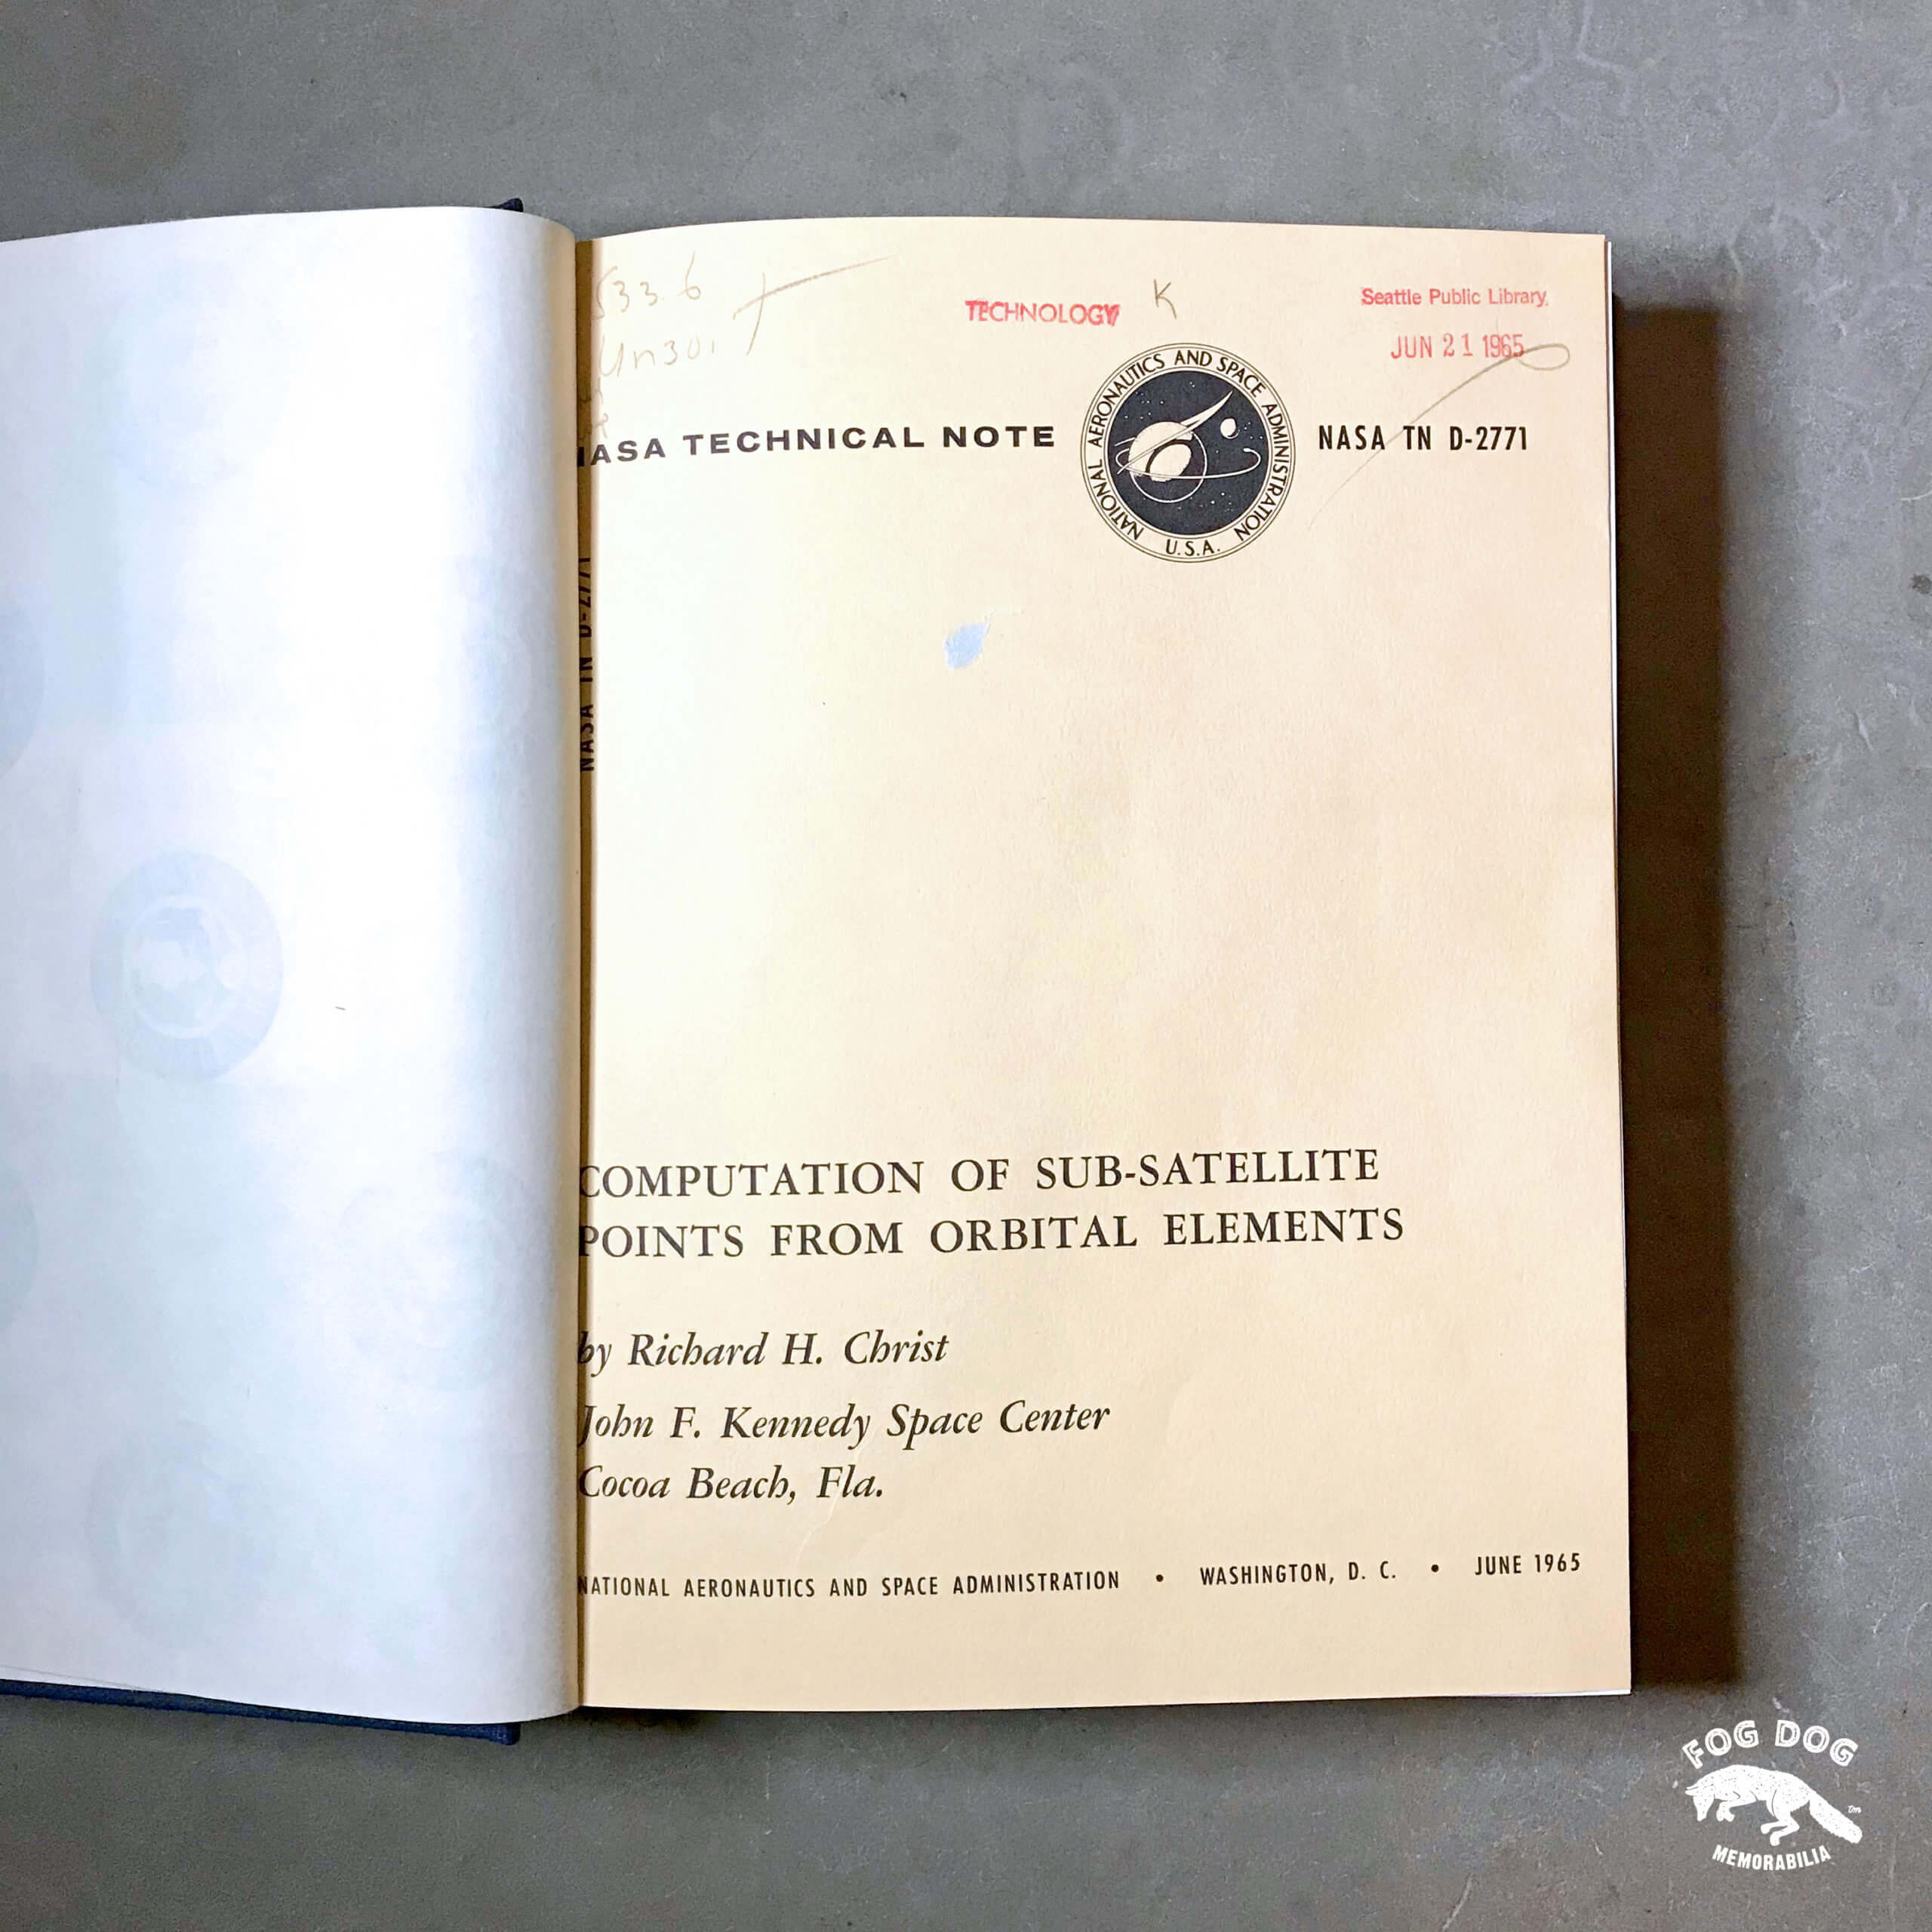 533.6
Un30.
TECHNOLOGY K
Seattle Public Library
JUN 21 1965
NASA TECHNICAL NOTE
NATIONAL AERONAUTICS AND SPACE ADMINISTRATION
U.S.A.
NASA TN D-2771
NASA TN D-2771
COMPUTATION OF SUB-SATELLITE
POINTS FROM ORBITAL ELEMENTS
by Richard H. Christ
John F. Kennedy Space Center
Cocoa Beach, Fla.
NATIONAL AERONAUTICS AND SPACE ADMINISTRATION • WASHINGTON, D. C. • JUNE 1965
FOG DOG
TM
MEMORABILIA